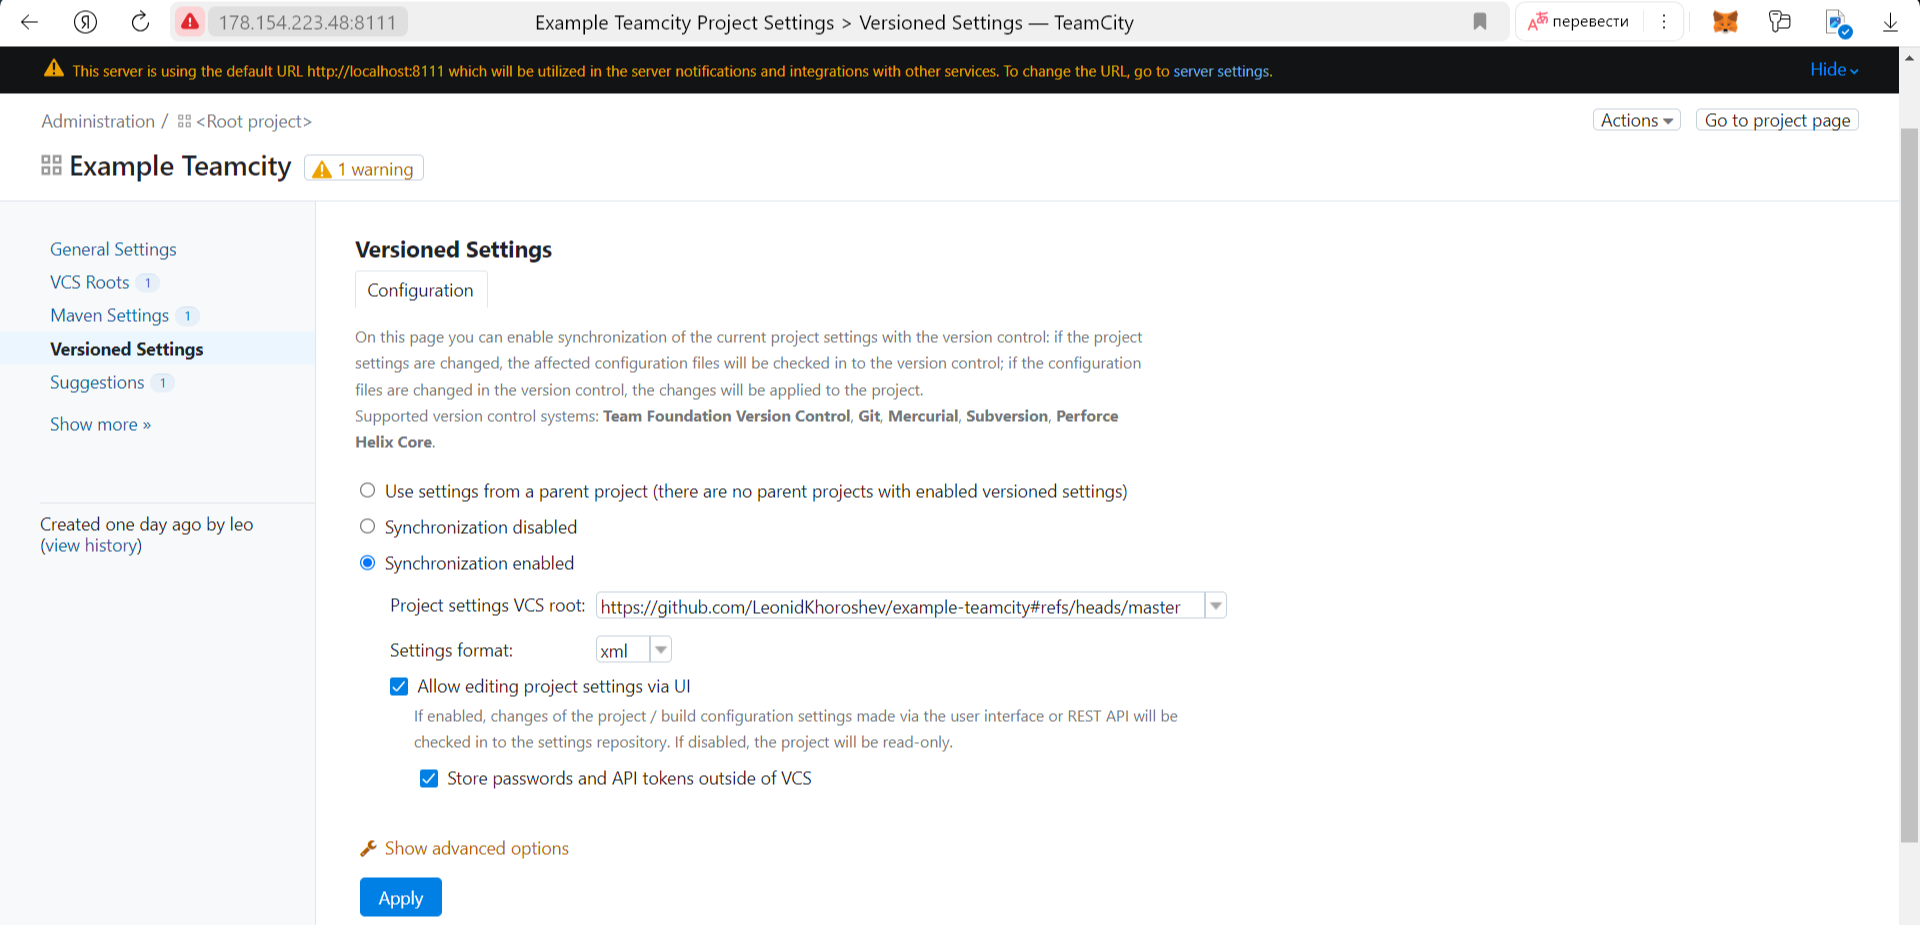 178.154.223.48:8111
Example Teamcity Project Settings > Versioned Settings — TeamCity
перевести
This server is using the default URL http://localhost:8111 which will be utilized in the server notifications and integrations with other services. To change the URL, go to server settings.
Hide
Administration / <Root project>
Actions
Go to project page
Example Teamcity
1 warning
General Settings
VCS Roots 1
Maven Settings 1
Versioned Settings
Suggestions 1
Show more »
Created one day ago by leo
(view history)
Versioned Settings
Configuration
On this page you can enable synchronization of the current project settings with the version control: if the project
settings are changed, the affected configuration files will be checked in to the version control; if the configuration
files are changed in the version control, the changes will be applied to the project.
Supported version control systems: Team Foundation Version Control, Git, Mercurial, Subversion, Perforce
Helix Core.
Use settings from a parent project (there are no parent projects with enabled versioned settings)
Synchronization disabled
Synchronization enabled
Project settings VCS root: https://github.com/LeonidKhoroshev/example-teamcity#refs/heads/master
Settings format: xml
Allow editing project settings via UI
If enabled, changes of the project / build configuration settings made via the user interface or REST API will be
checked in to the settings repository. If disabled, the project will be read-only.
Store passwords and API tokens outside of VCS
Show advanced options
Apply